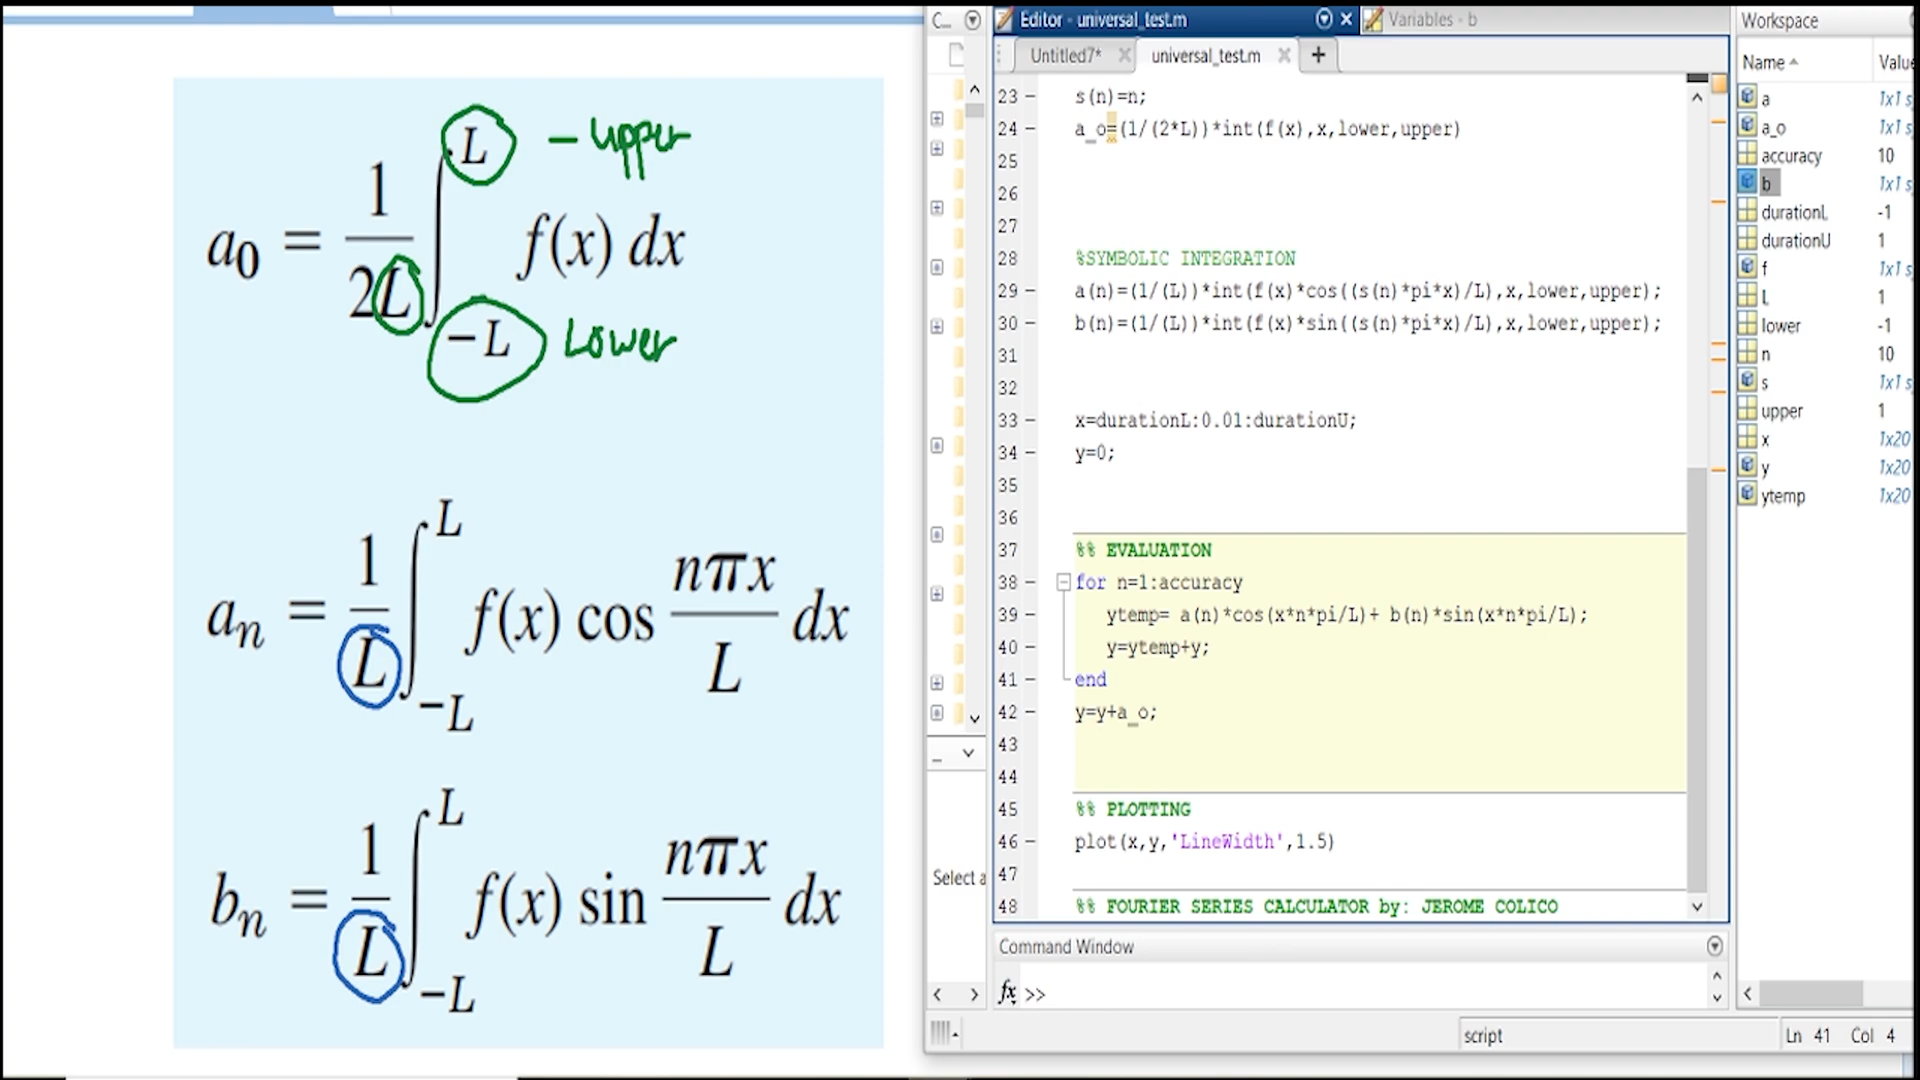 L - upper
a0 = 1/2L ∫ f(x) dx
-L Lower
an = 1/L ∫ L -L f(x) cos nπx/L dx
bn = 1/L ∫ L -L f(x) sin nπx/L dx
C...
Editor - universal_test.m
Variables - b
Untitled7*
universal_test.m
23 s(n)=n;
24 a_o=(1/(2*L))*int(f(x),x,lower,upper)
25
26
27
28 %SYMBOLIC INTEGRATION
29 a(n)=(1/(L))*int(f(x)*cos((s(n)*pi*x)/L),x,lower,upper);
30 b(n)=(1/(L))*int(f(x)*sin((s(n)*pi*x)/L),x,lower,upper);
31
32
33 x=durationL:0.01:durationU;
34 y=0;
35
36
37 %% EVALUATION
38 for n=1:accuracy
39 ytemp= a(n)*cos(x*n*pi/L)+ b(n)*sin(x*n*pi/L);
40 y=ytemp+y;
41 end
42 y=y+a_o;
43
44
45 %% PLOTTING
46 plot(x,y,'LineWidth',1.5)
47
48 %% FOURIER SERIES CALCULATOR by: JEROME COLICO
Select a
Command Window
fx >>
script
Ln 41 Col 4
Workspace
Name Value
a 1x1 s
a_o 1x1 s
accuracy 10
b 1x1 s
durationL -1
durationU 1
f 1x1 s
L 1
lower -1
n 10
s 1x1 s
upper 1
x 1x20
y 1x20
ytemp 1x20